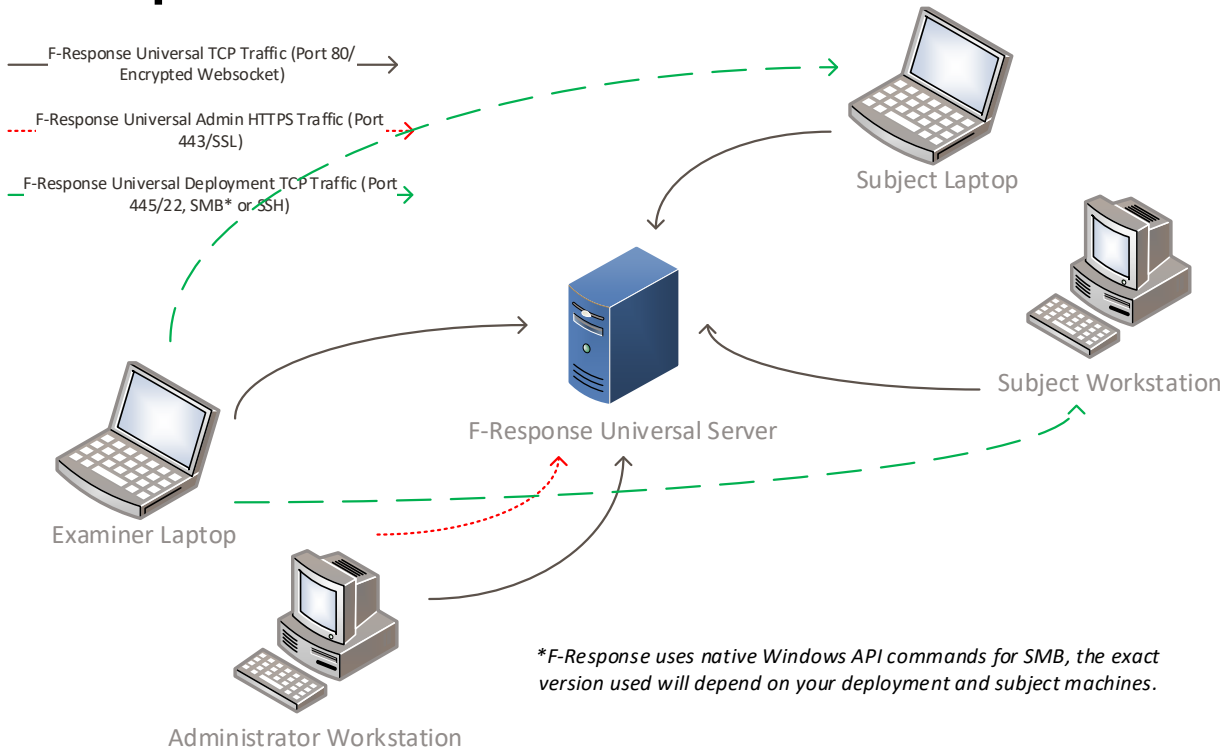 F-Response Universal TCP Traffic (Port 80/
Encrypted Websocket)
F-Response Universal Admin HTTPS Traffic (Port
443/SSL)
F-Response Universal Deployment TCP Traffic (Port
445/22, SMB* or SSH)
Subject Laptop
Subject Workstation
F-Response Universal Server
Examiner Laptop
*F-Response uses native Windows API commands for SMB, the exact
version used will depend on your deployment and subject machines.
Administrator Workstation